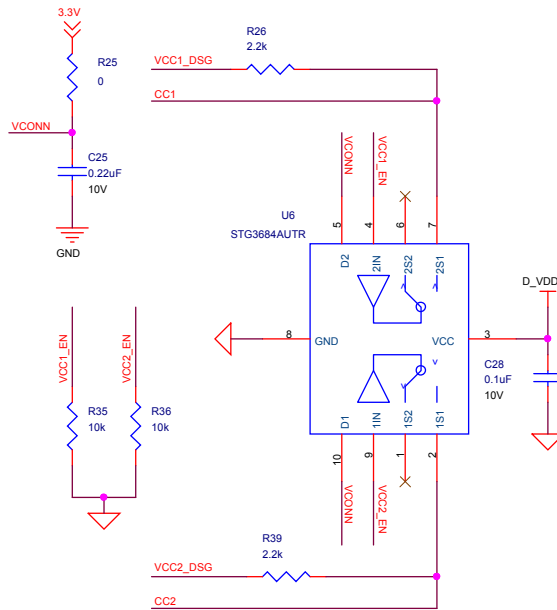 3.3V
R25
0
VCONN
C25
0.22uF
10V
GND
R26
2.2k
VCC1_DSG
CC1
VCONN
VCC1_EN
5
4
6
7
U6
STG3684AUTR
D2
2IN
2S2
2S1
8
GND
VCC
3
D_VDD
C28
0.1uF
10V
D1
1IN
1S2
1S1
10
9
1
2
VCONN
VCC2_EN
VCC1_EN
VCC2_EN
R35
10k
R36
10k
R39
2.2k
VCC2_DSG
CC2